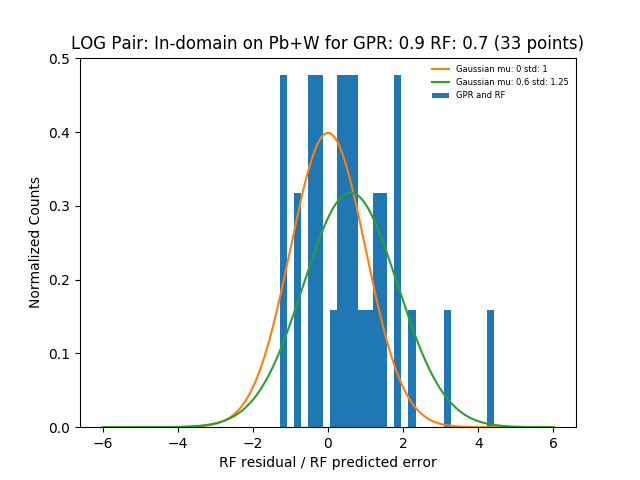 LOG Pair: In-domain on Pb+W for GPR: 0.9 RF: 0.7 (33 points)
Gaussian mu: 0 std: 1
Gaussian mu: 0.6 std: 1.25
GPR and RF
Normalized Counts
0.5
0.4
0.3
0.2
0.1
0.0
−6 −4 −2 0 2 4 6
RF residual / RF predicted error